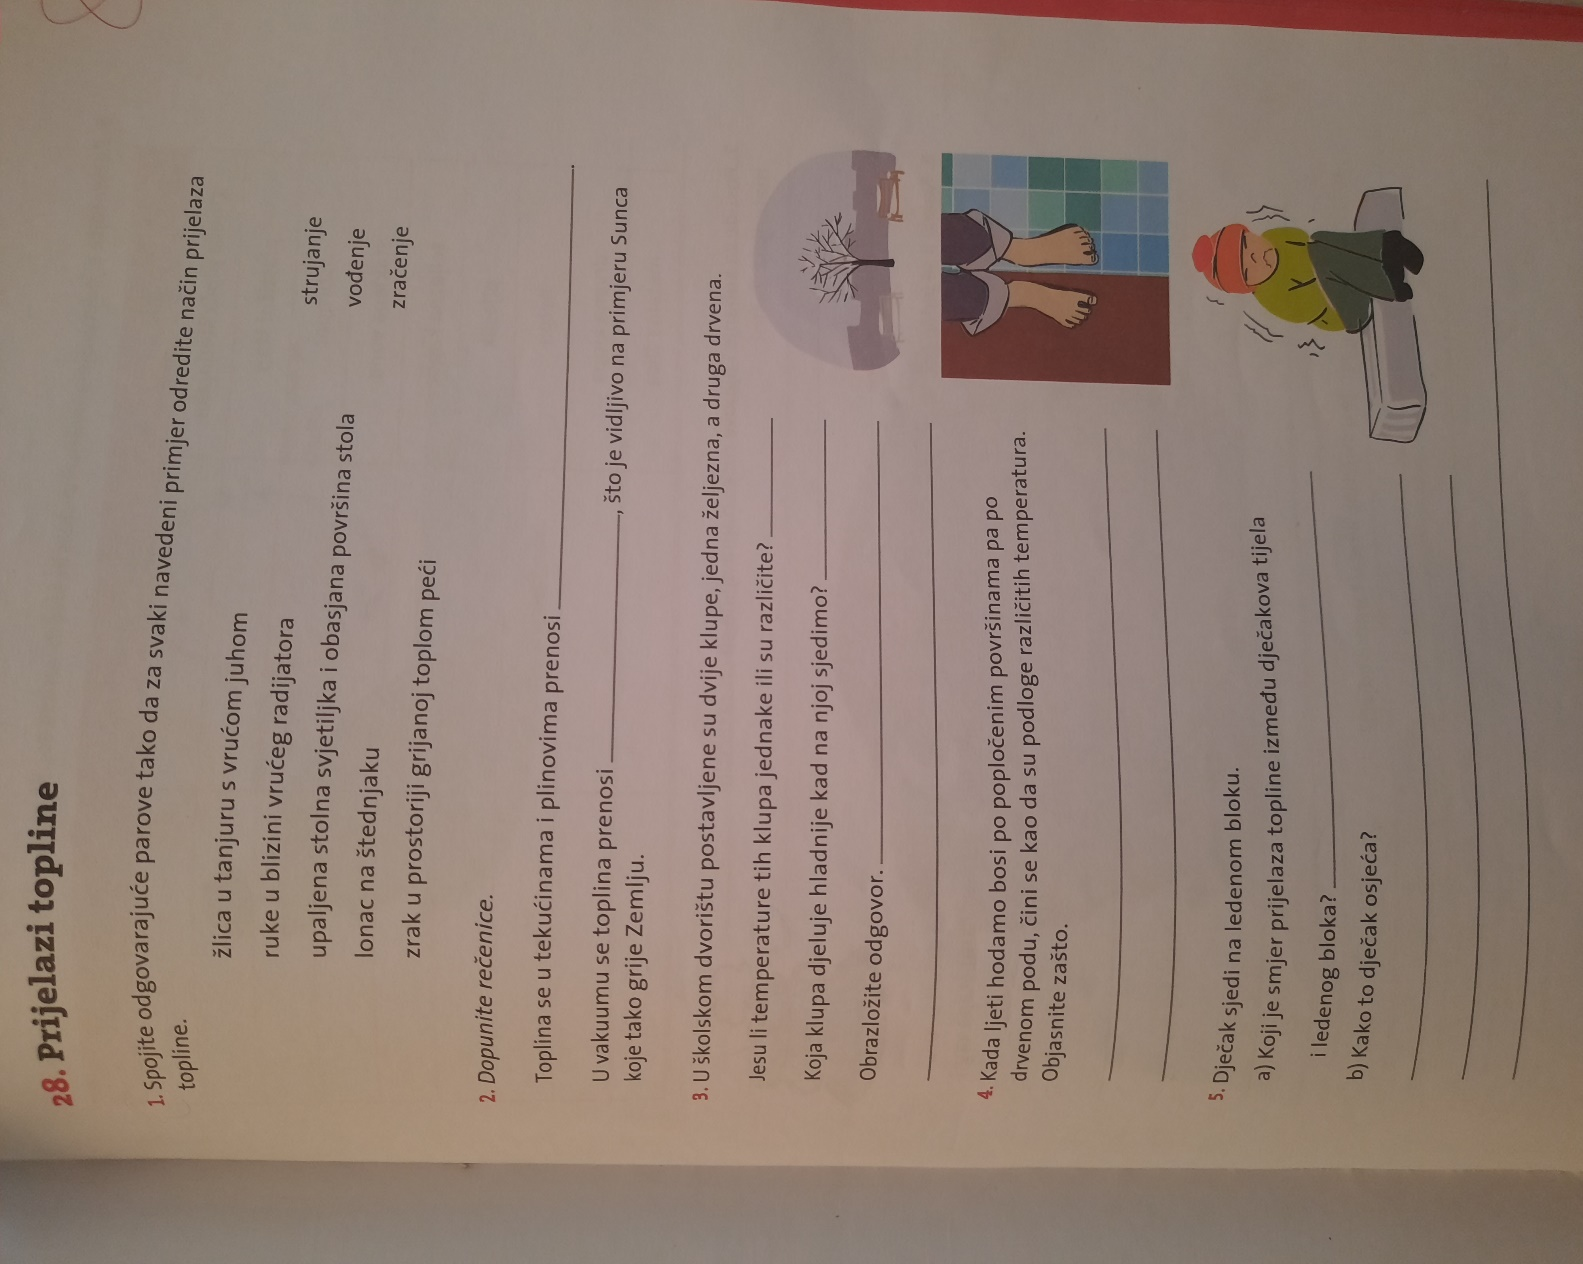 28. Prijelazi topline
1. Spojite odgovarajuće parove tako da za svaki navedeni primjer odredite način prijelaza
topline.
žlica u tanjuru s vrućom juhom
ruke u blizini vrućeg radijatora
upaljena stolna svjetiljka i obasjana površina stola
lonac na štednjaku
zrak u prostoriji grijanoj toplom peći
strujanje
vođenje
zračenje
2. Dopunite rečenice.
Toplina se u tekućinama i plinovima prenosi ____________.
U vakuumu se toplina prenosi ____________, što je vidljivo na primjeru Sunca
koje tako grije Zemlju.
3. U školskom dvorištu postavljene su dvije klupe, jedna željezna, a druga drvena.
Jesu li temperature tih klupa jednake ili su različite? ____________
Koja klupa djeluje hladnije kad na njoj sjedimo? ____________
Obrazložite odgovor. ____________
4. Kada ljeti hodamo bosi po popločenim površinama pa po
drvenom podu, čini se kao da su podloge različitih temperatura.
Objasnite zašto.
5. Dječak sjedi na ledenom bloku.
a) Koji je smjer prijelaza topline između dječakova tijela
i ledenog bloka? ____________
b) Kako to dječak osjeća?